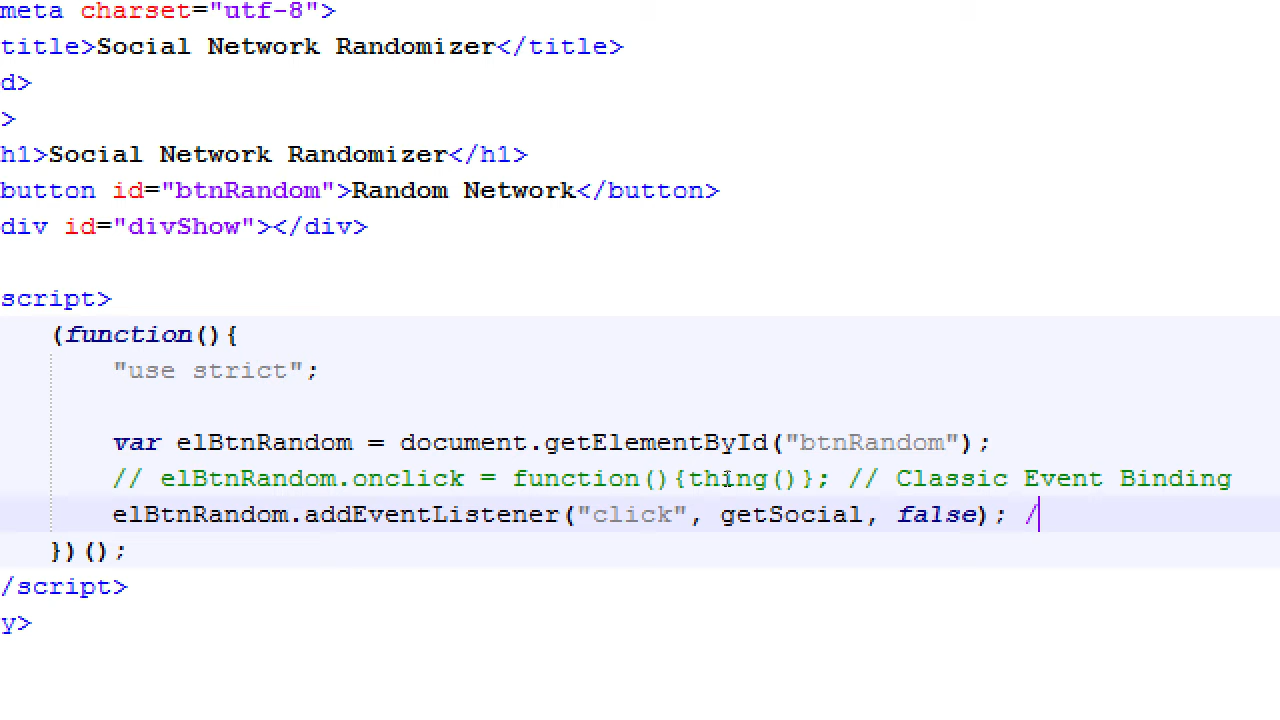 meta charset="utf-8">
title>Social Network Randomizer</title>
d>
>
h1>Social Network Randomizer</h1>
button id="btnRandom">Random Network</button>
div id="divShow"></div>
script>
(function(){
"use strict";
var elBtnRandom = document.getElementById("btnRandom");
// elBtnRandom.onclick = function(){thing()}; // Classic Event Binding
elBtnRandom.addEventListener("click", getSocial, false); /
})();
/script>
y>